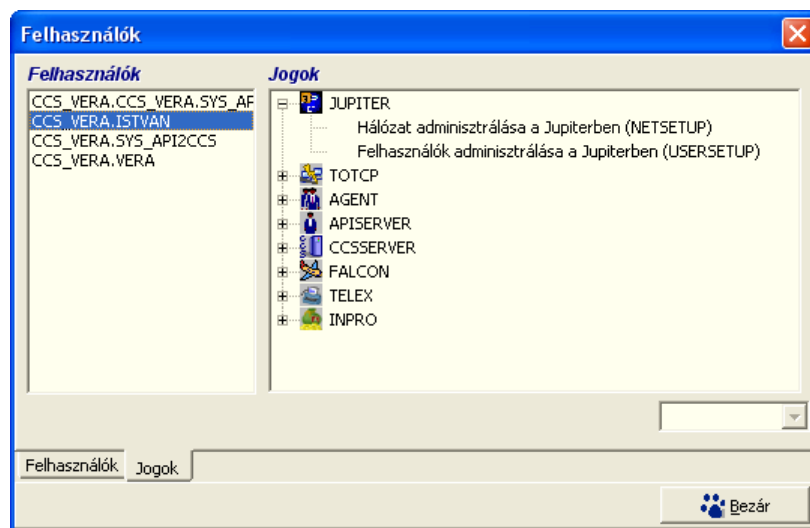 Felhasználók
Felhasználók
CCS_VERA.CCS_VERA.SYS_AF
CCS_VERA.ISTVAN
CCS_VERA.SYS_API2CCS
CCS_VERA.VERA
Jogok
JUPITER
Hálózat adminisztrálása a Jupiterben (NETSETUP)
Felhasználók adminisztrálása a Jupiterben (USERSETUP)
TOTCP
AGENT
APISERVER
CCSSERVER
FALCON
TELEX
INPRO
Felhasználók
Jogok
Bezár